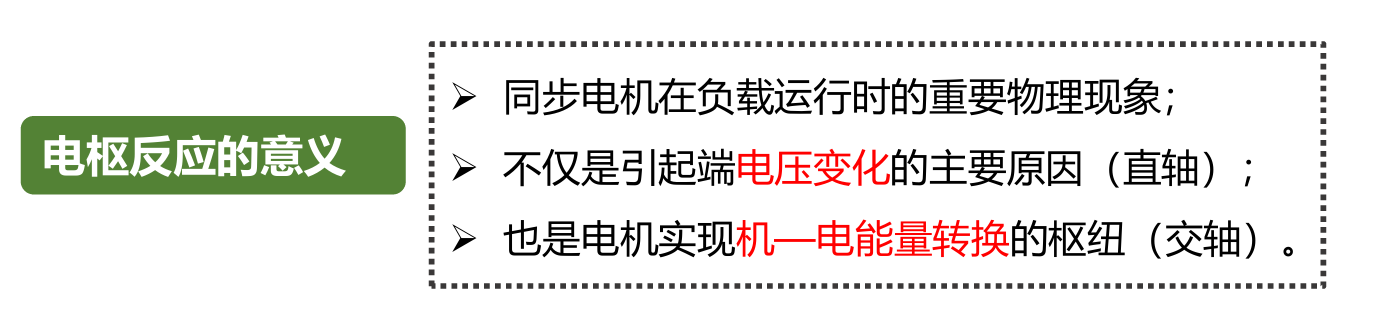 电枢反应的意义
➢ 同步电机在负载运行时的重要物理现象；
➢ 不仅是引起端电压变化的主要原因（直轴）；
➢ 也是电机实现机—电能量转换的枢纽（交轴）。